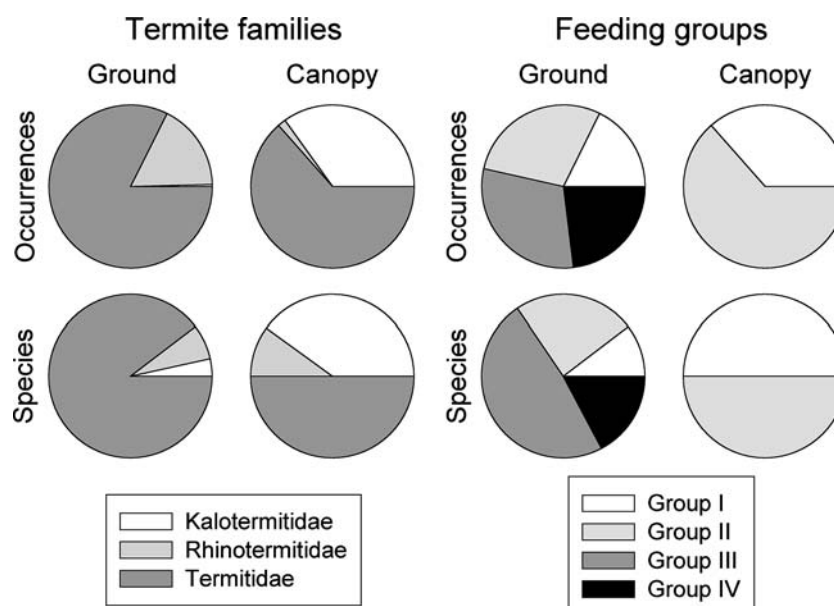 Termite families
Feeding groups
Ground
Canopy
Ground
Canopy
Occurrences
Species
Kalotermitidae
Rhinotermitidae
Termitidae
Occurrences
Species
Group I
Group II
Group III
Group IV